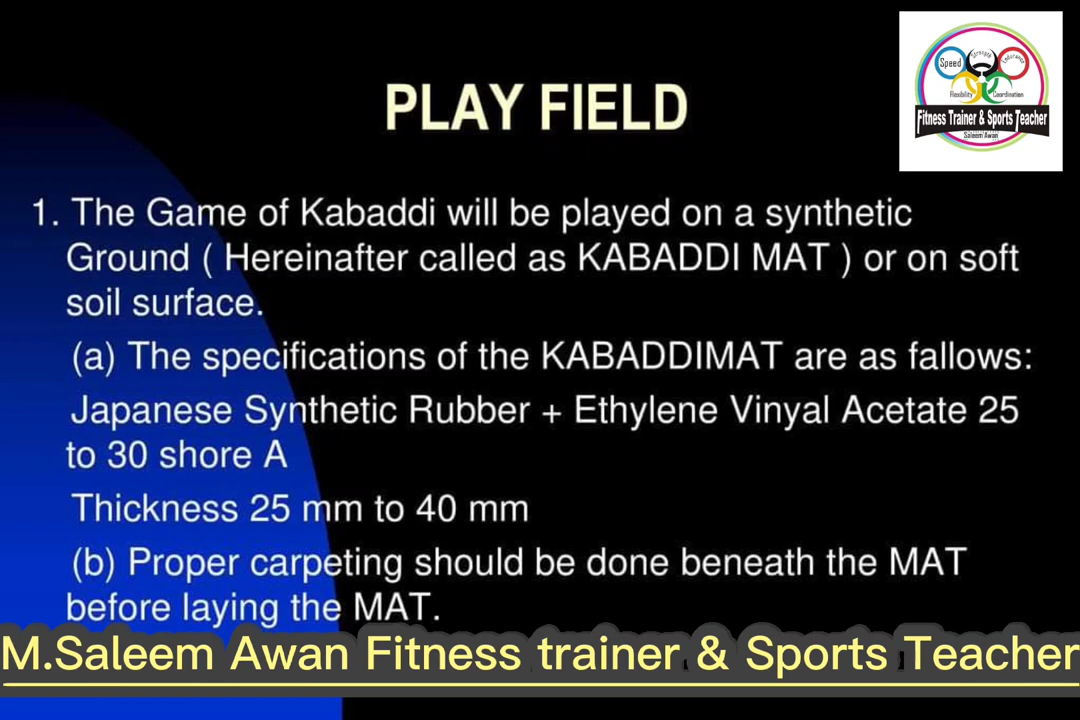 PLAY FIELD
Speed
Strength
Endurance
Flexibility
Coordination
Fitness Trainer & Sports Teacher
Saleem Awan
1. The Game of Kabaddi will be played on a synthetic
Ground ( Hereinafter called as KABADDI MAT ) or on soft
soil surface.
(a) The specifications of the KABADDIMAT are as fallows:
Japanese Synthetic Rubber + Ethylene Vinyal Acetate 25
to 30 shore A
Thickness 25 mm to 40 mm
(b) Proper carpeting should be done beneath the MAT
before laying the MAT.
M.Saleem Awan Fitness trainer & Sports Teacher